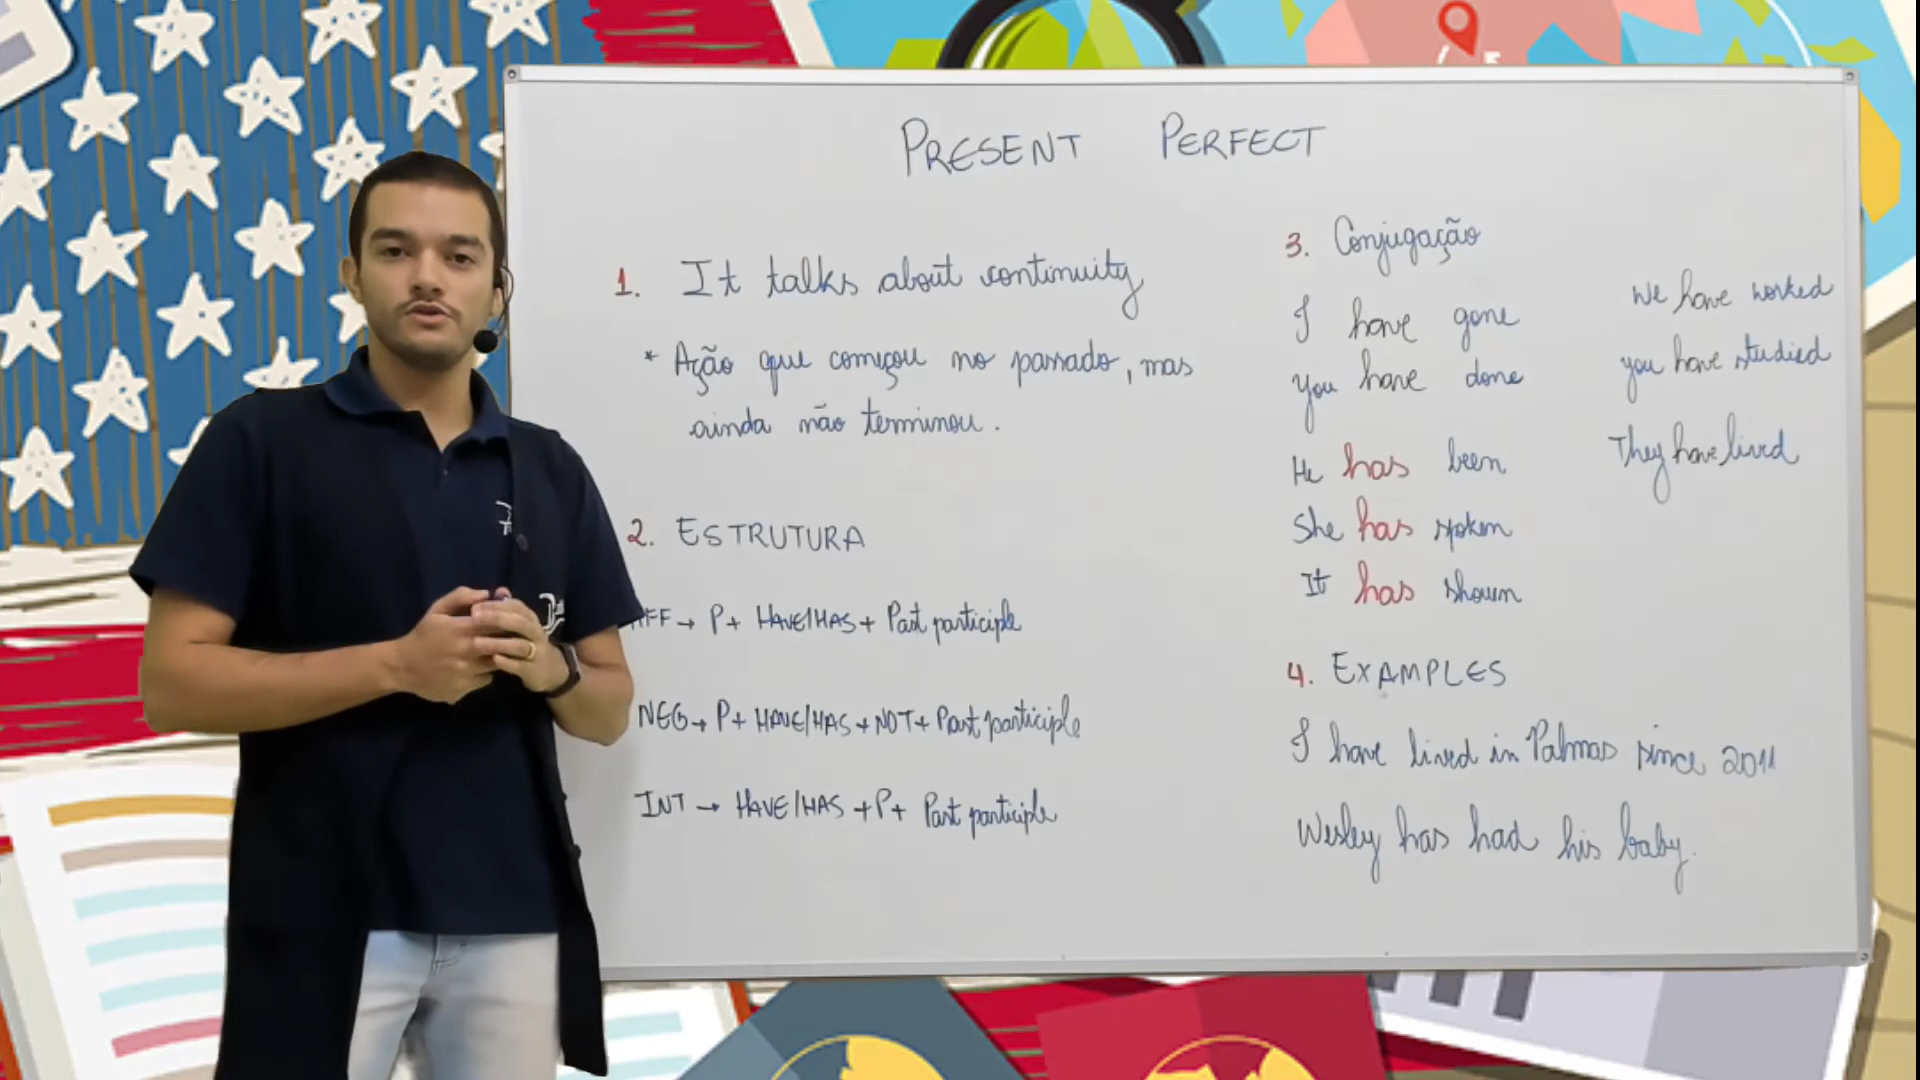 PRESENT PERFECT
1. It talks about continuity
* Ação que começou no passado, mas
ainda não terminou.
2. ESTRUTURA
AFF → P + HAVE/HAS + Past participle
NEG → P + HAVE/HAS + NOT + Past participle
INT → HAVE/HAS + P + Past participle
3. Conjugação
I have gone
you have done
He has been
She has spoken
It has shown
We have worked
you have studied
They have lived
4. EXAMPLES
I have lived in Palmas since 2011
Wesley has had his baby.